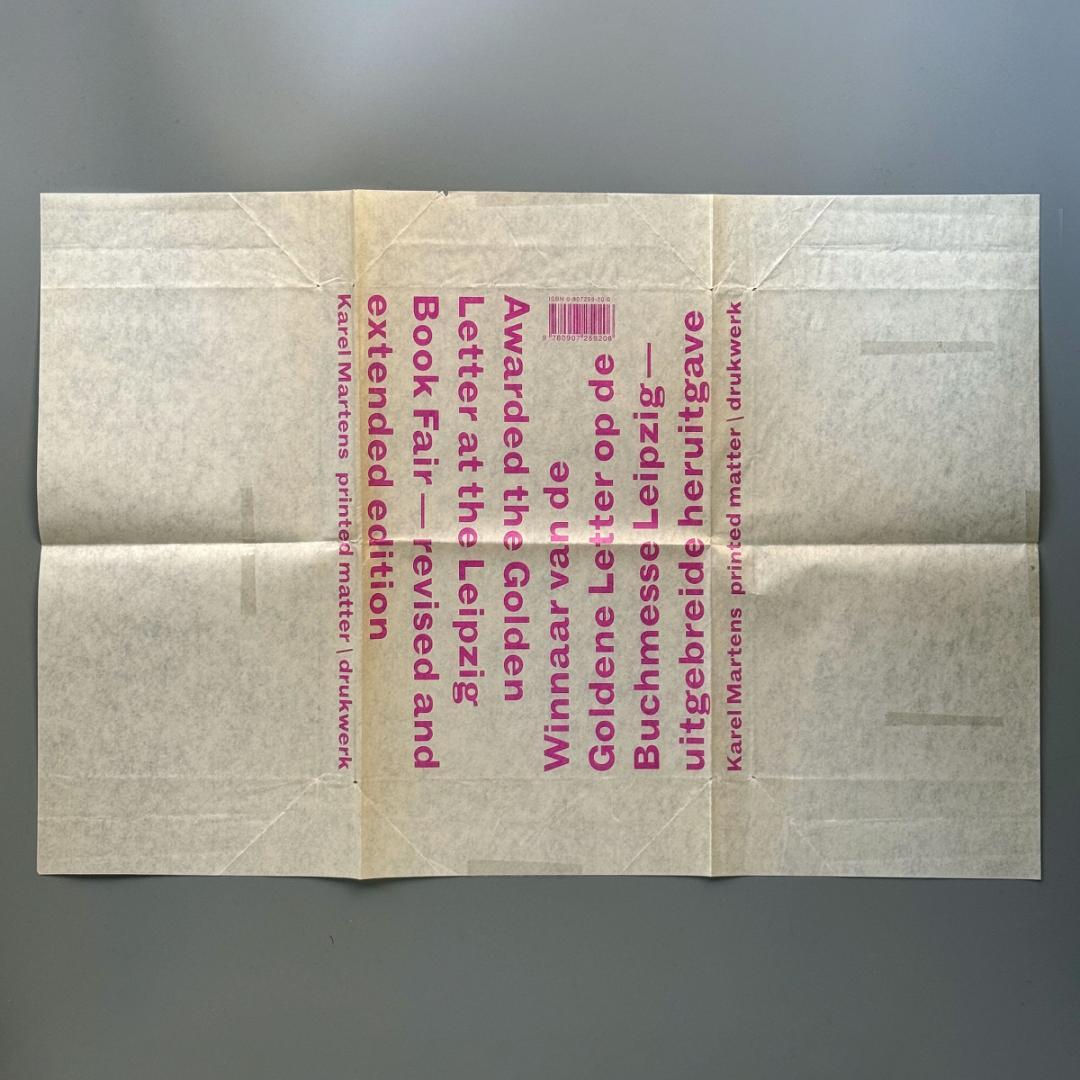 Karel Martens printed matter \ drukwerk
Awarded the Golden
Letter at the Leipzig
Book Fair — revised and
extended edition
ISBN 0-907259-20-0
9 780907 259206
Winnaar van de
Goldene Letter op de
Buchmesse Leipzig —
uitgebreide heruitgave
Karel Martens printed matter \ drukwerk